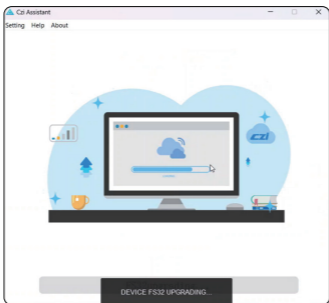 Czi Assistant
Setting Help About
czi
DEVICE FS32 UPGRADING...